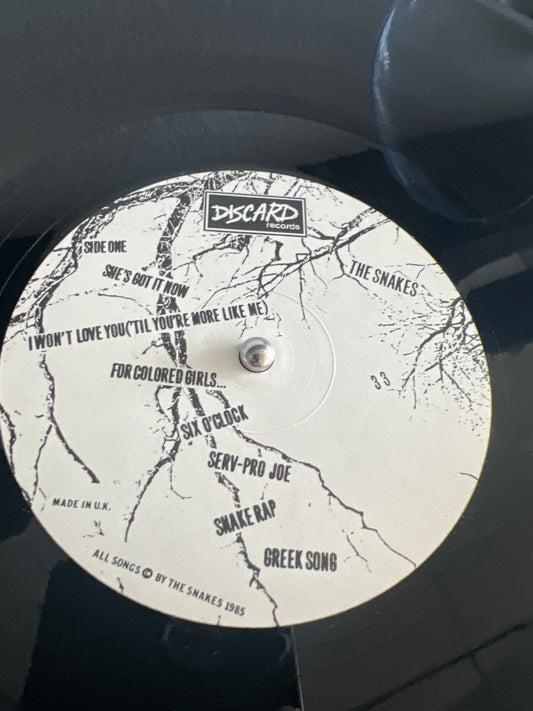 DISCARD
records
SIDE ONE
THE SNAKES
SHE'S GOT IT NOW
I WON'T LOVE YOU('TIL YOU'RE MORE LIKE ME)
FOR COLORED GIRLS...
33
SIX O'CLOCK
SERV-PRO JOE
SNAKE RAP
GREEK SONG
MADE IN U.K.
ALL SONGS © BY THE SNAKES 1985